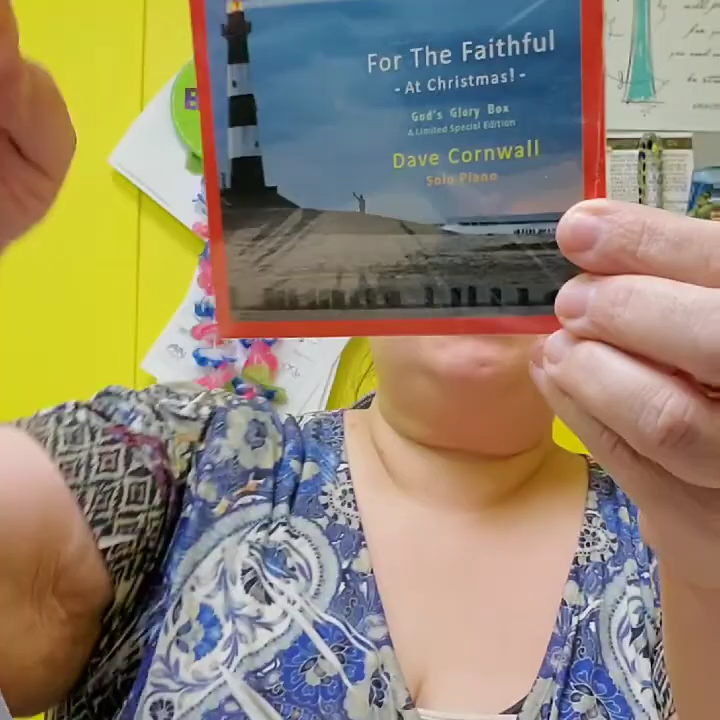 For The Faithful
- At Christmas! -
God's Glory Box
A Limited Special Edition
Dave Cornwall
Solo Piano